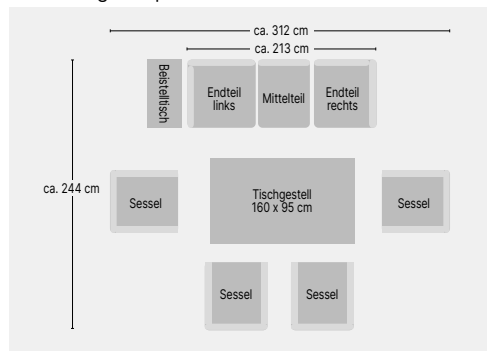 ca. 312 cm
ca. 213 cm
Beistelltisch
Endteil
links
Mittelteil
Endteil
rechts
ca. 244 cm
Sessel
Tischgestell
160 x 95 cm
Sessel
Sessel
Sessel